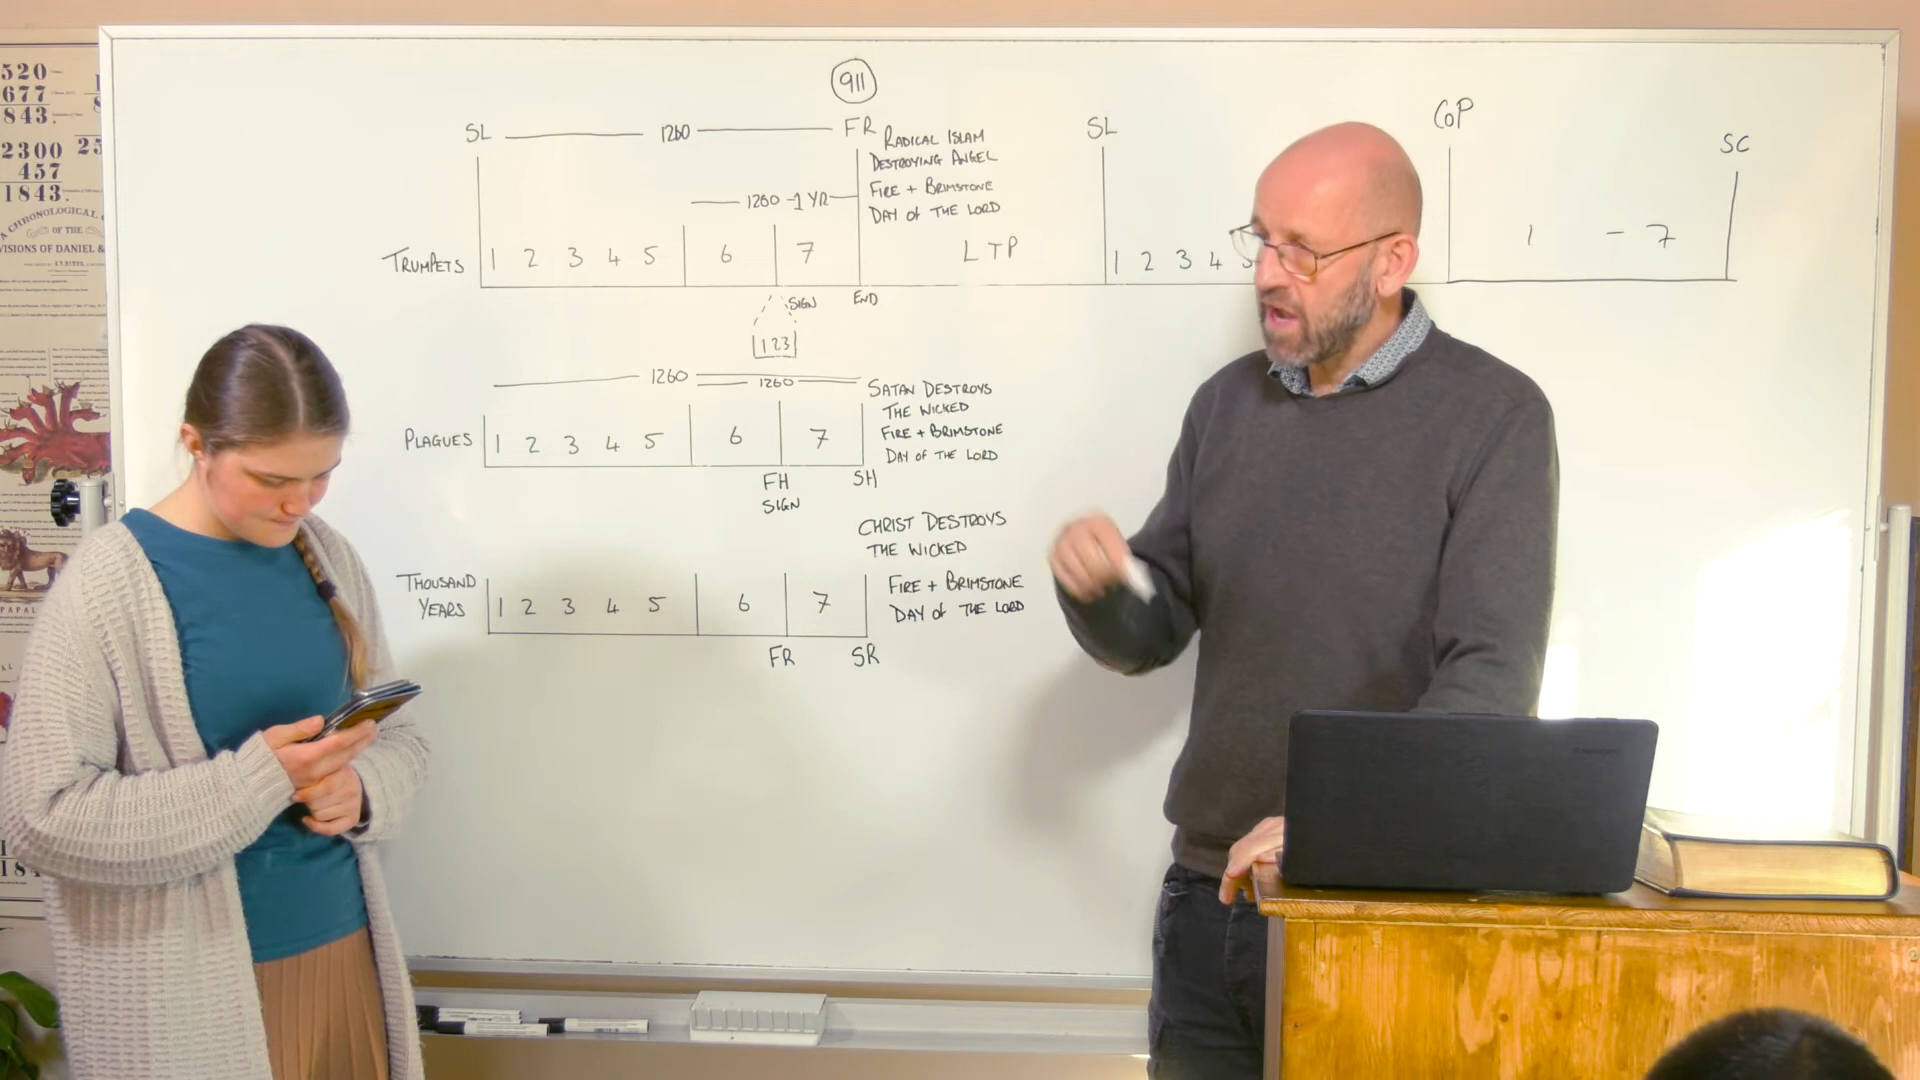 911
SL 1260 FR
RADICAL ISLAM
DESTROYING ANGEL
FIRE + BRIMSTONE
DAY OF THE LORD
1260 -1 YR
TRUMPETS 1 2 3 4 5 6 7 LTP
SIGN END
123
SL CoP SC
1 2 3 4 5 1 - 7
1260 1260
SATAN DESTROYS
THE WICKED
FIRE + BRIMSTONE
DAY OF THE LORD
PLAGUES 1 2 3 4 5 6 7
FH SH
SIGN
CHRIST DESTROYS
THE WICKED
THOUSAND
YEARS 1 2 3 4 5 6 7
FIRE + BRIMSTONE
DAY OF THE LORD
FR SR
520
677
843.
2300
457
1843.
25
A CHRONOLOGICAL
OF THE
VISIONS OF DANIEL &
PAPAL